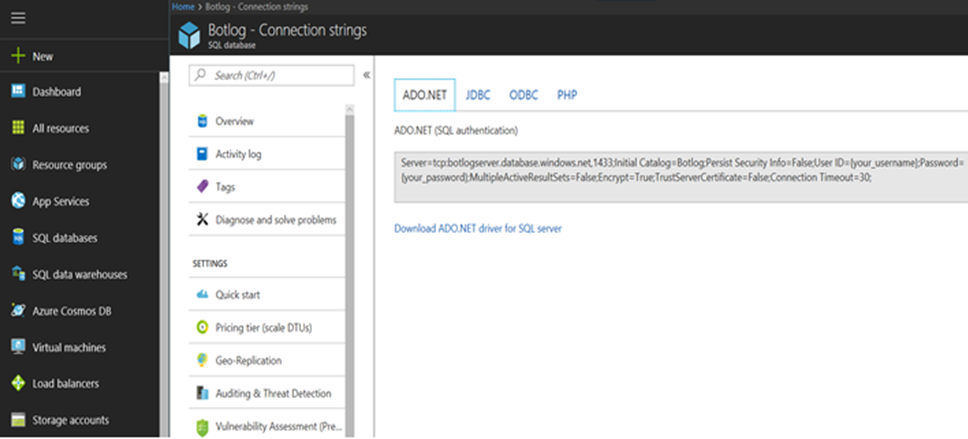 Home > Botlog - Connection strings
Botlog - Connection strings
SQL database
New
Dashboard
All resources
Resource groups
App Services
SQL databases
SQL data warehouses
Azure Cosmos DB
Virtual machines
Load balancers
Storage accounts
Search (Ctrl+/)
Overview
Activity log
Tags
Diagnose and solve problems
SETTINGS
Quick start
Pricing tier (scale DTUs)
Geo-Replication
Auditing & Threat Detection
Vulnerability Assessment (Pre...
ADO.NET JDBC ODBC PHP
ADO.NET (SQL authentication)
Server=tcp:botlogserver.database.windows.net,1433;Initial Catalog=Botlog;Persist Security Info=False;User ID={your_username};Password=
{your_password};MultipleActiveResultSets=False;Encrypt=True;TrustServerCertificate=False;Connection Timeout=30;
Download ADO.NET driver for SQL server